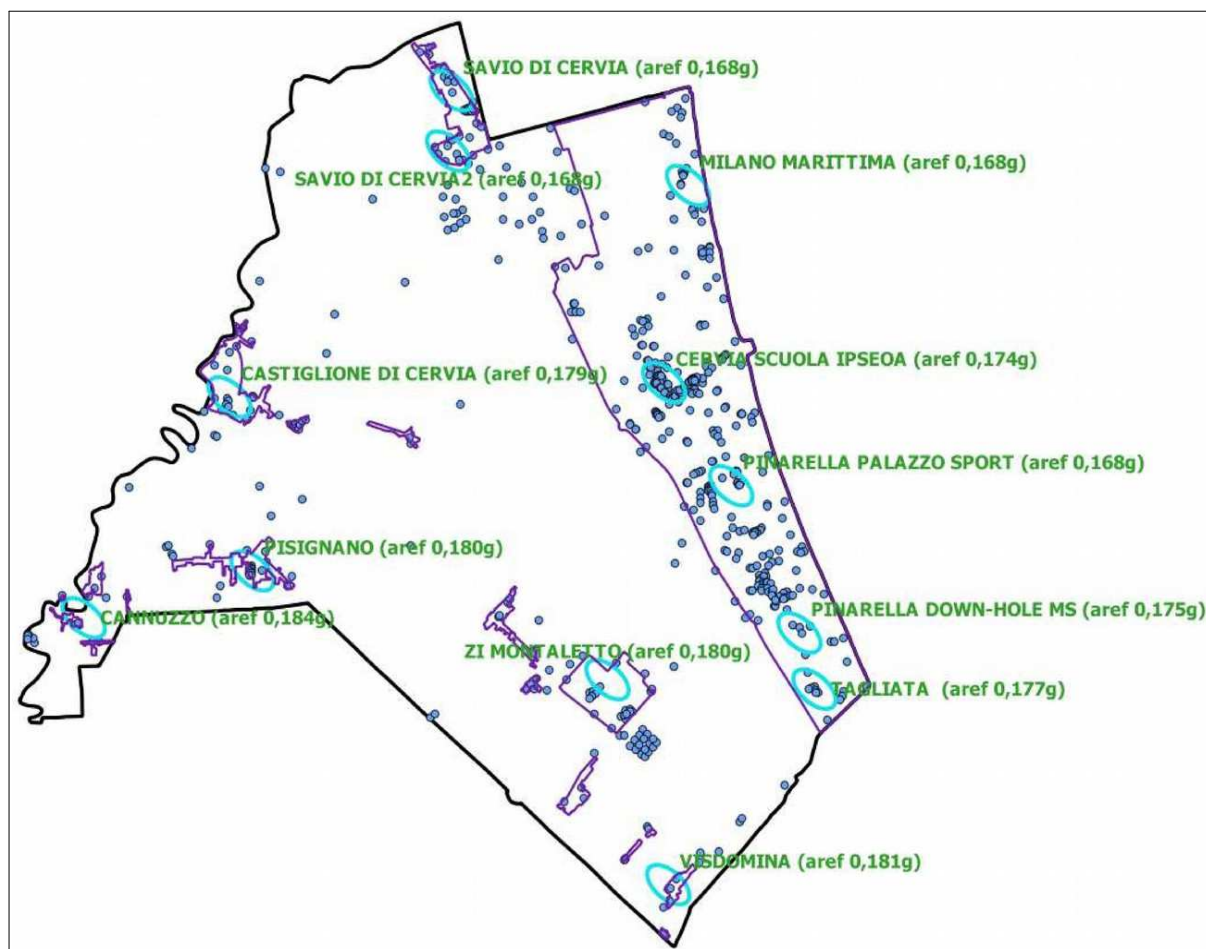 SAVIO DI CERVIA (aref 0,168g)
MILANO MARITTIMA (aref 0,168g)
SAVIO DI CERVIA2 (aref 0,168g)
CERVIA SCUOLA IPSEOA (aref 0,174g)
CASTIGLIONE DI CERVIA (aref 0,179g)
PINARELLA PALAZZO SPORT (aref 0,168g)
PISIGNANO (aref 0,180g)
PINARELLA DOWN-HOLE MS (aref 0,175g)
CANNUZZO (aref 0,184g)
ZI MONTALETTO (aref 0,180g)
TAGLIATA (aref 0,177g)
VISDOMINA (aref 0,181g)